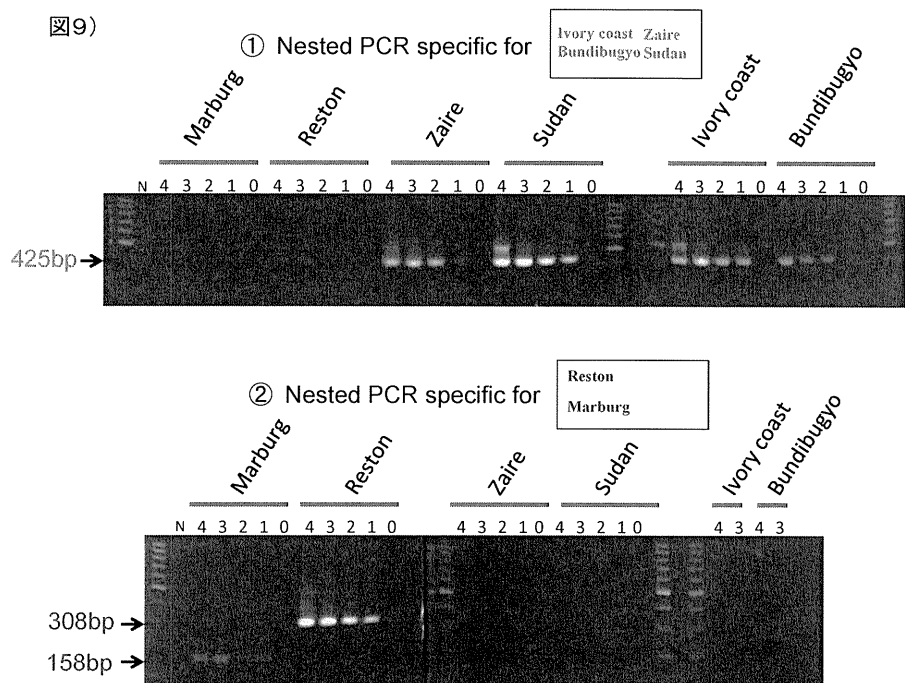 図9)
① Nested PCR specific for
Ivory coast Zaire
Bundibugyo Sudan
Marburg Reston Zaire Sudan Ivory coast Bundibugyo
N 4 3 2 1 0 4 3 2 1 0 4 3 2 1 0 4 3 2 1 0 4 3 2 1 0 4 3 2 1 0
425bp
② Nested PCR specific for
Reston
Marburg
Marburg Reston Zaire Sudan Ivory coast Bundibugyo
N 4 3 2 1 0 4 3 2 1 0 4 3 2 1 0 4 3 2 1 0 4 3 4 3
308bp
158bp